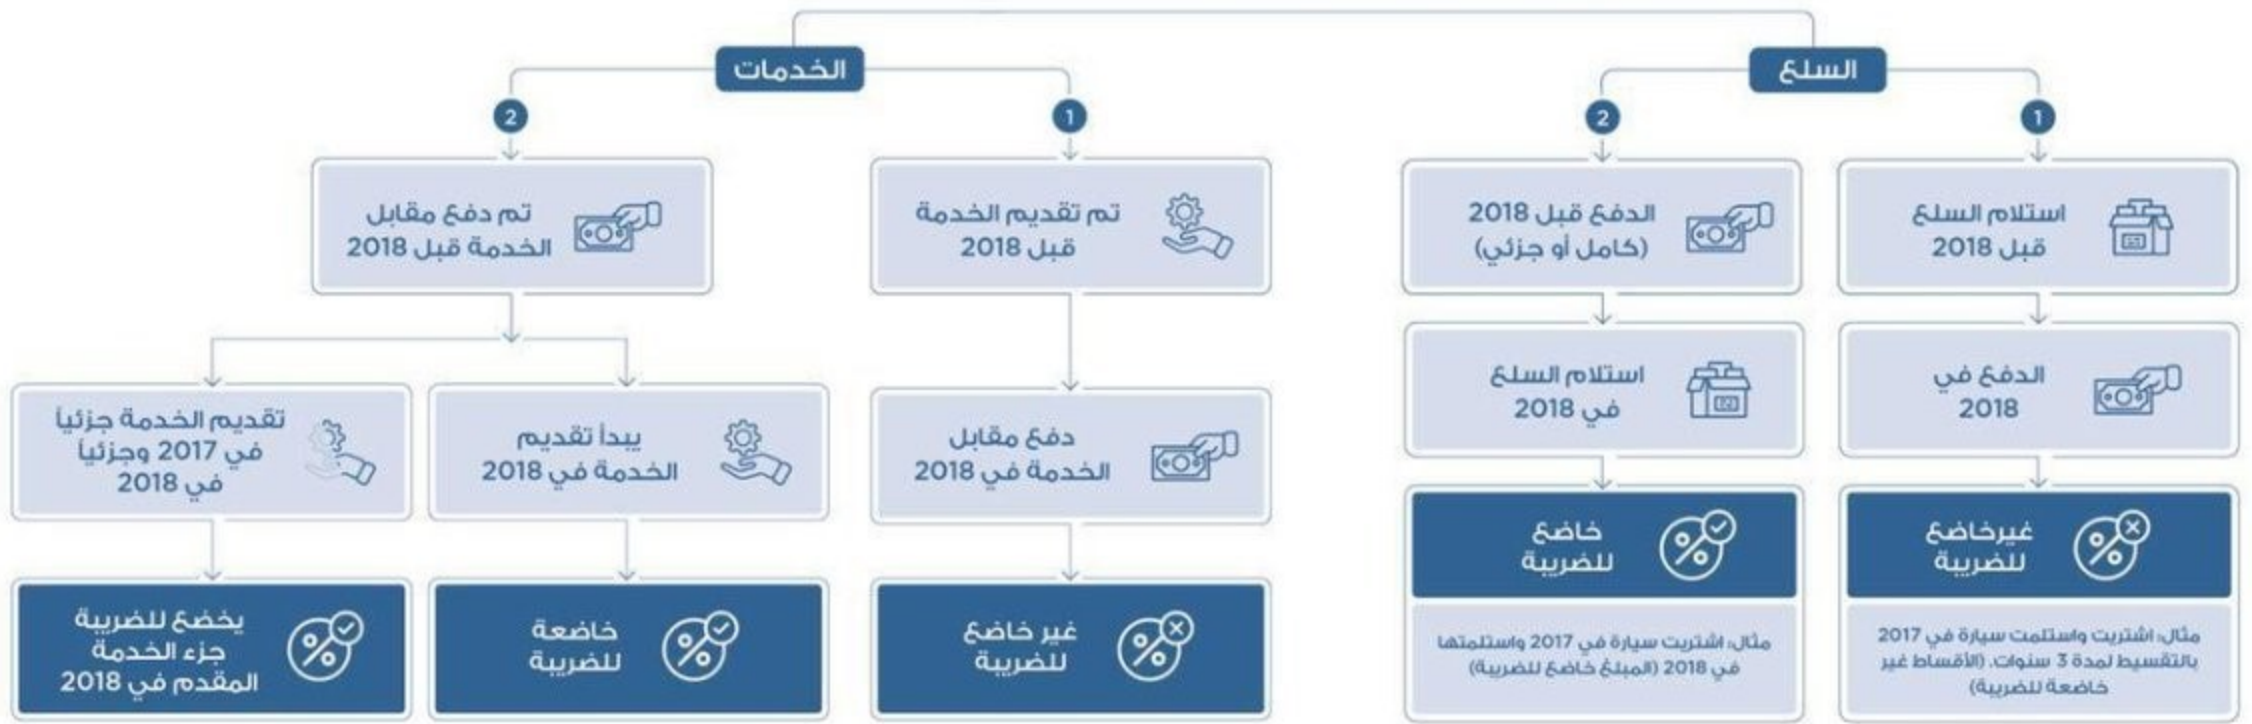 السلع
1
استلام السلع
قبل 2018
الدفع في
2018
غيرخاضع
للضريبة
مثال: اشتريت واستلمت سيارة في 2017
بالتقسيط لمدة 3 سنوات. (الأقساط غير
خاضعة للضريبة)
2
الدفع قبل 2018
(كامل أو جزئي)
استلام السلع
في 2018
خاضع
للضريبة
مثال: اشتريت سيارة في 2017 واستلمتها
في 2018 (المبلغ خاضع للضريبة)
الخدمات
1
تم تقديم الخدمة
قبل 2018
دفع مقابل
الخدمة في 2018
غير خاضع
للضريبة
2
تم دفع مقابل
الخدمة قبل 2018
يبدأ تقديم
الخدمة في 2018
خاضعة
للضريبة
تقديم الخدمة جزئياً
في 2017 وجزئياً
في 2018
يخضع للضريبة
جزء الخدمة
المقدم في 2018